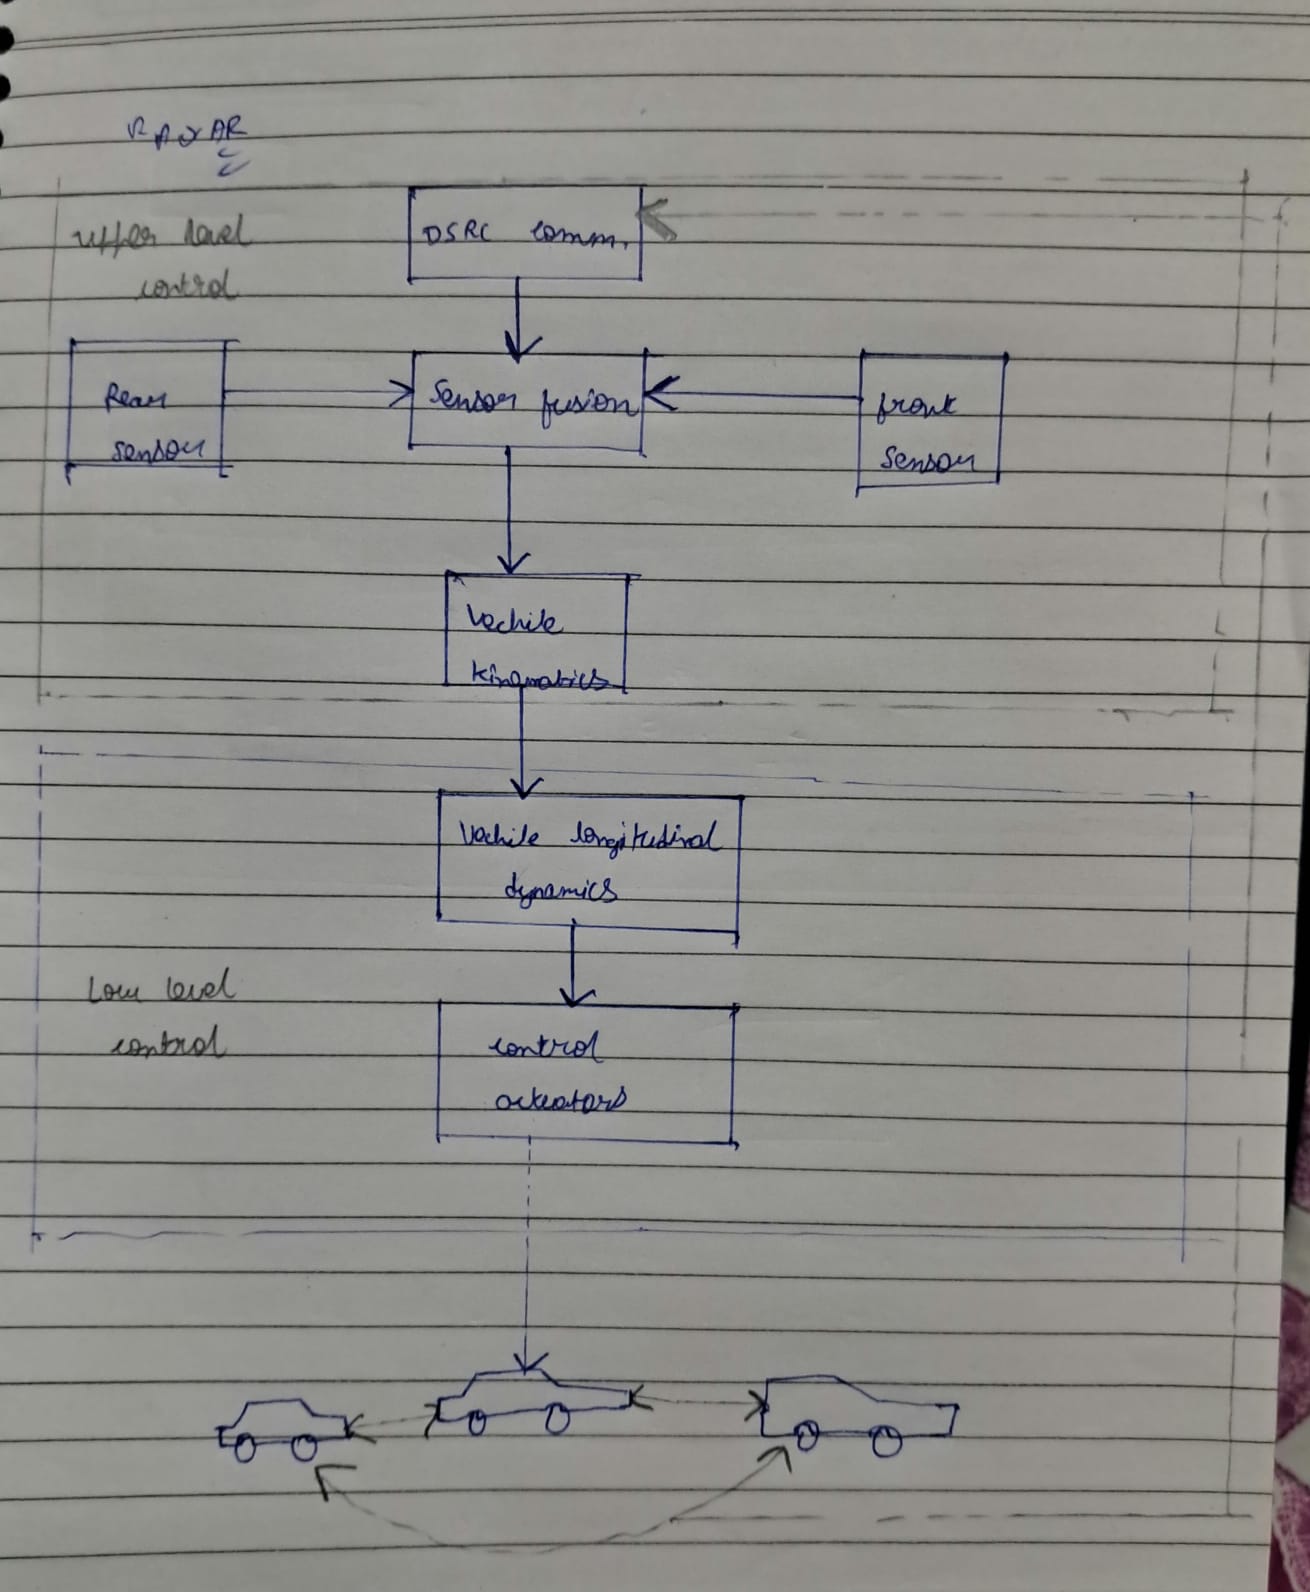 RADAR
DSRC comm.
upper level
control
Rear
sensor
Sensor fusion
front
sensor
Vechile
kinematics
Vechile longitudinal
dynamics
Low level
control
control
actuators